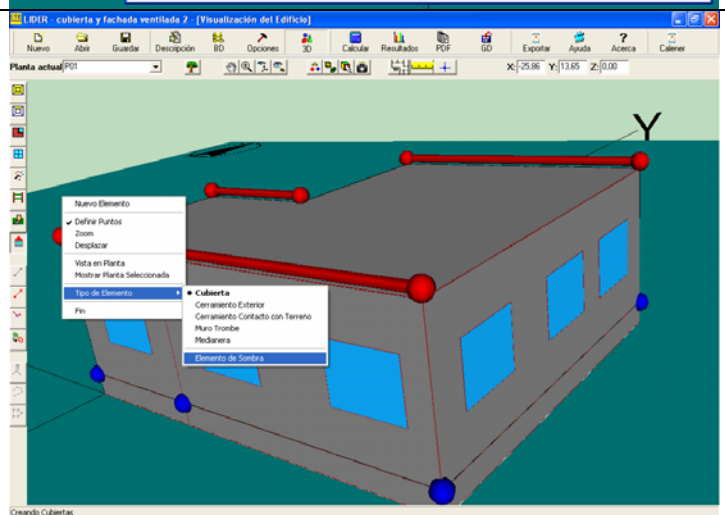 LIDER - cubierta y fachada ventilada 2 - [Visualización del Edificio]
Nuevo Abrir Guardar Descripción BD Opciones 3D Calcular Resultados PDF GD Exportar Ayuda Acerca Calener
Planta actual P01 X: -25,86 Y: 13,65 Z: 0,00
Y
Nuevo Elemento
Definir Puntos
Zoom
Desplazar
Vista en Planta
Mostrar Planta Seleccionada
Tipo de Elemento
Fin
Cubierta
Cerramiento Exterior
Cerramiento Contacto con Terreno
Muro Trombe
Medianera
Elemento de Sombra
Creando Cubiertas